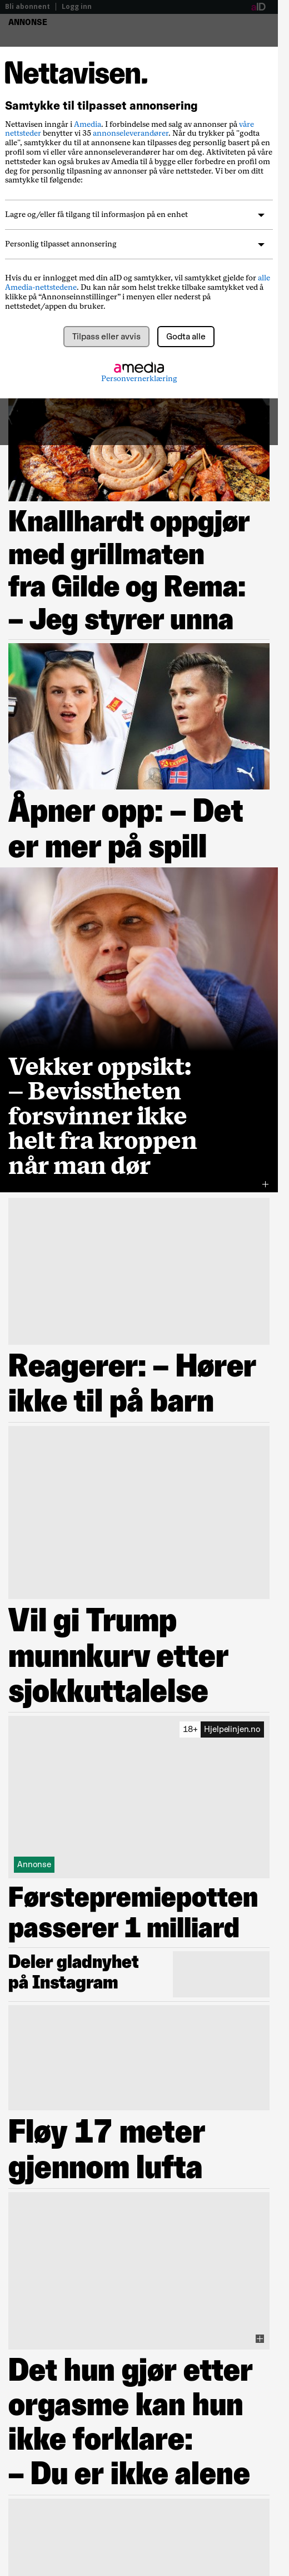 Bli abonnent | Logg inn
aID
ANNONSE
Nettavisen.
Samtykke til tilpasset annonsering
Nettavisen inngår i Amedia. I forbindelse med salg av annonser på våre
nettsteder benytter vi 35 annonseleverandører. Når du trykker på "godta
alle", samtykker du til at annonsene kan tilpasses deg personlig basert på en
profil som vi eller våre annonseleverandører har om deg. Aktiviteten på våre
nettsteder kan også brukes av Amedia til å bygge eller forbedre en profil om
deg for personlig tilpasning av annonser på våre nettsteder. Vi ber om ditt
samtykke til følgende:
Lagre og/eller få tilgang til informasjon på en enhet
Personlig tilpasset annonsering
Hvis du er innlogget med din aID og samtykker, vil samtykket gjelde for alle
Amedia-nettstedene. Du kan når som helst trekke tilbake samtykket ved å
klikke på “Annonseinnstillinger” i menyen eller nederst på
nettstedet/appen du bruker.
Tilpass eller avvis
Godta alle
amedia
Personvernerklæring
Knallhardt oppgjør
med grillmaten
fra Gilde og Rema:
– Jeg styrer unna
Åpner opp: – Det
er mer på spill
Vekker oppsikt:
– Bevisstheten
forsvinner ikke
helt fra kroppen
når man dør
Reagerer: – Hører
ikke til på barn
Vil gi Trump
munnkurv etter
sjokkuttalelse
18+ Hjelpelinjen.no
Annonse
Førstepremiepotten
passerer 1 milliard
Deler gladnyhet
på Instagram
Fløy 17 meter
gjennom lufta
Det hun gjør etter
orgasme kan hun
ikke forklare:
– Du er ikke alene